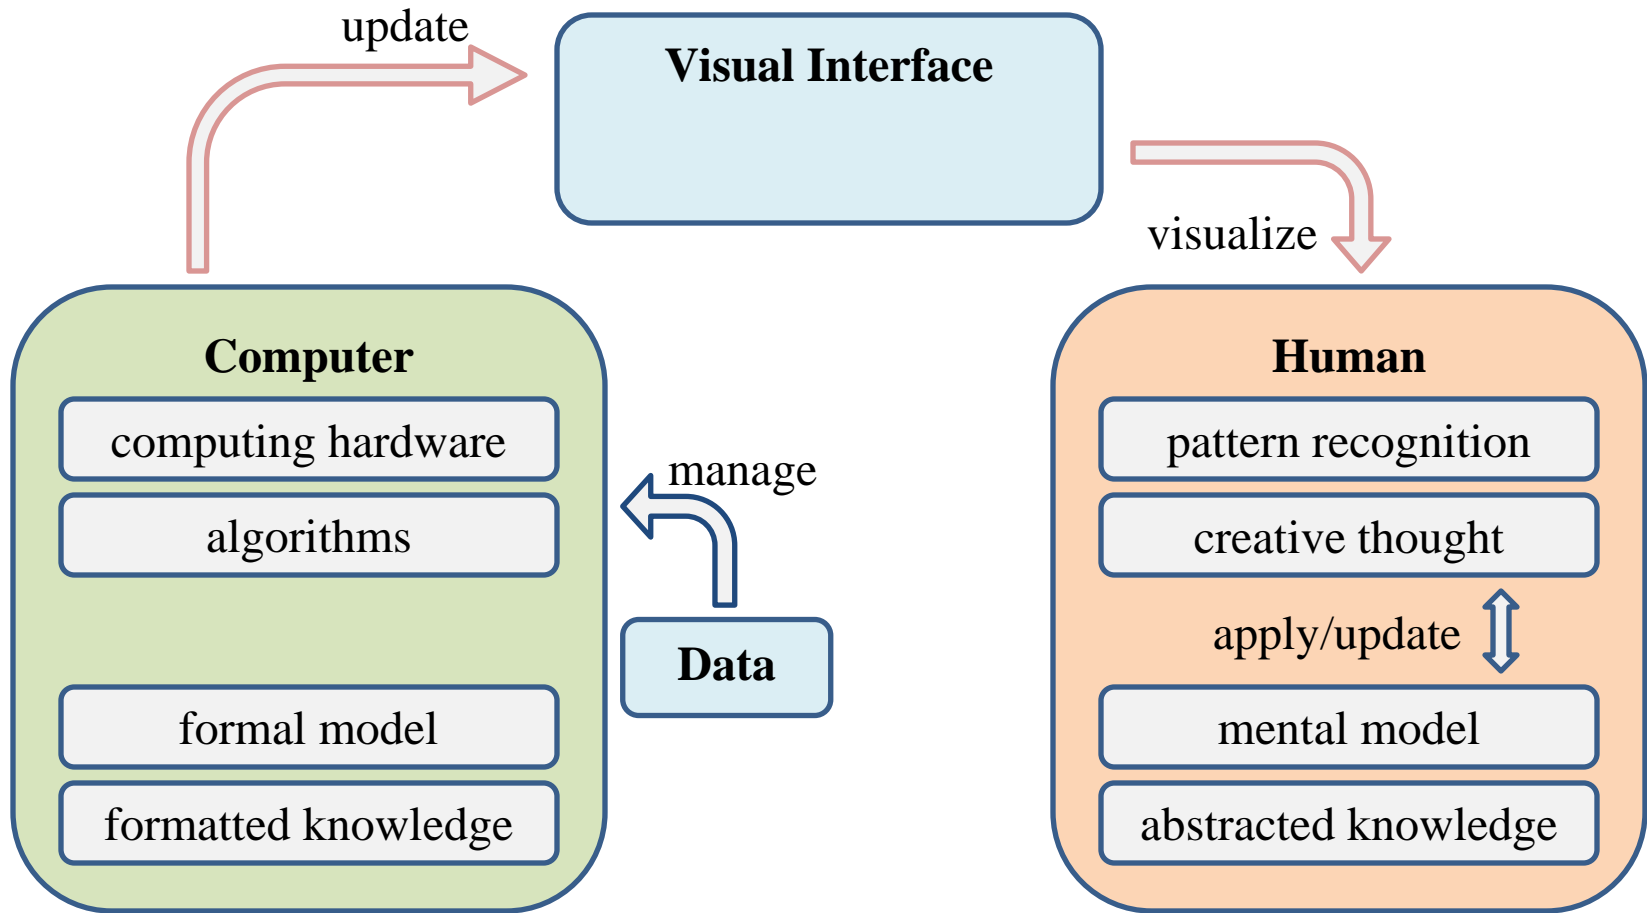 update
Visual Interface
visualize
Computer
computing hardware
algorithms
formal model
formatted knowledge
manage
Data
Human
pattern recognition
creative thought
apply/update
mental model
abstracted knowledge